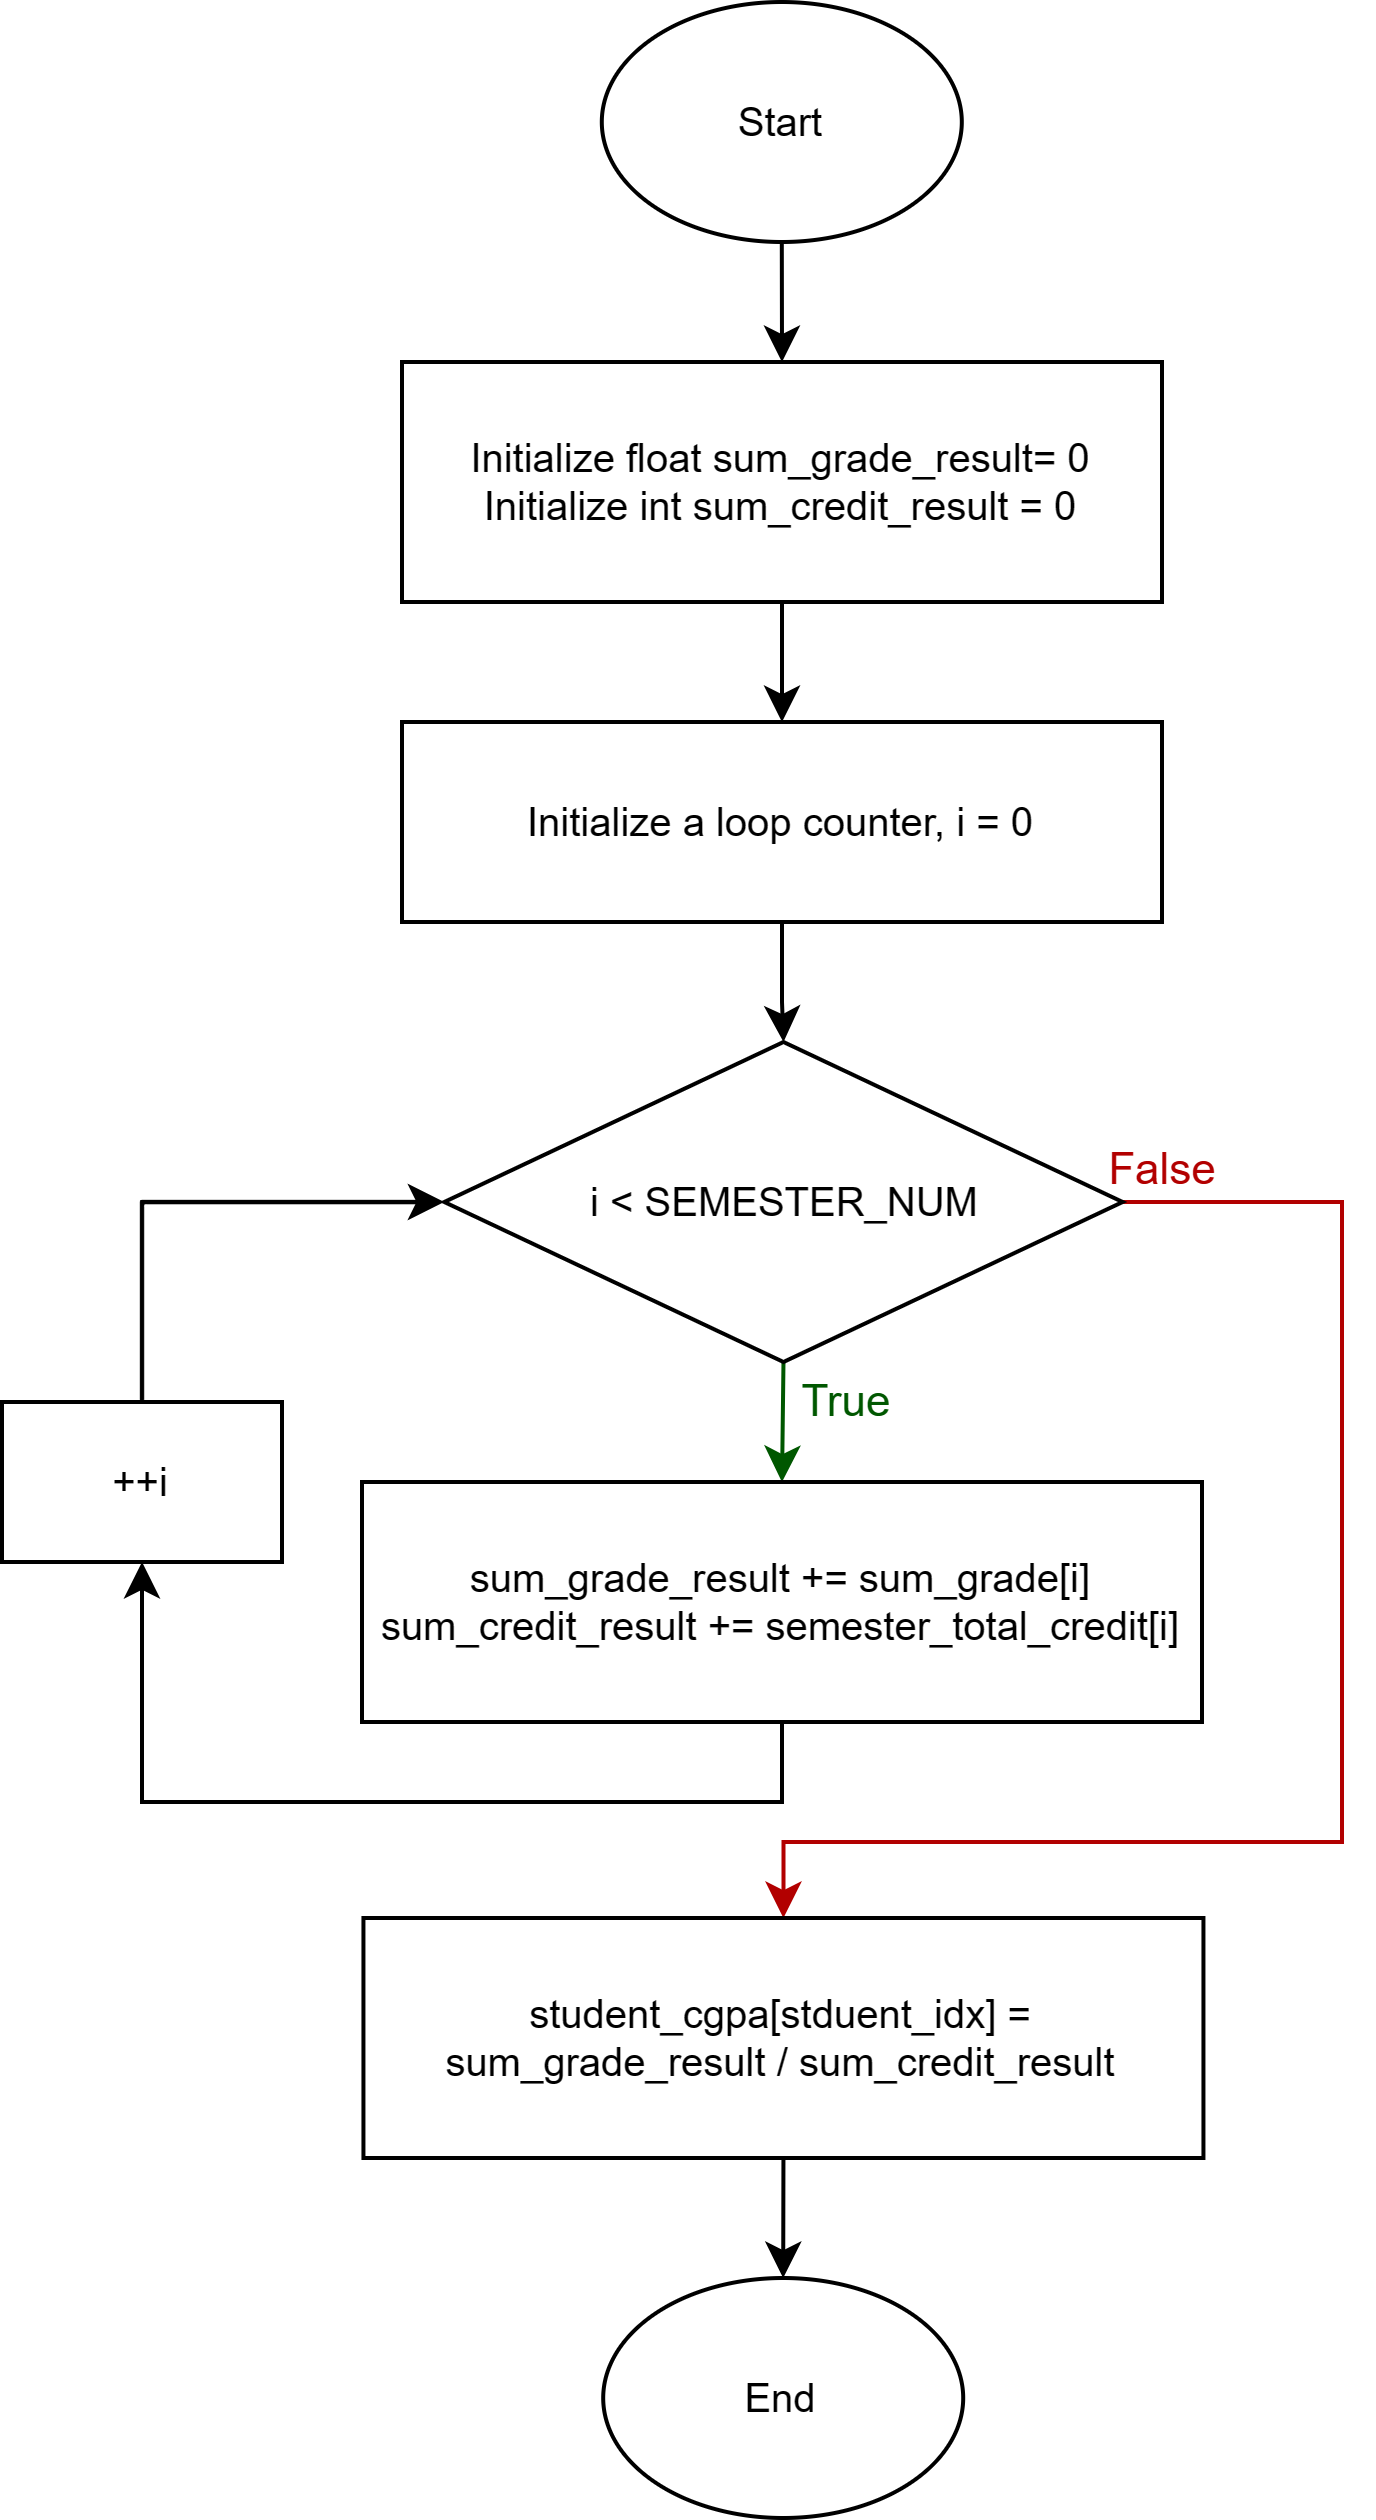 Start
Initialize float sum_grade_result= 0
Initialize int sum_credit_result = 0
Initialize a loop counter, i = 0
i < SEMESTER_NUM
False
True
++i
sum_grade_result += sum_grade[i]
sum_credit_result += semester_total_credit[i]
student_cgpa[stduent_idx] =
sum_grade_result / sum_credit_result
End